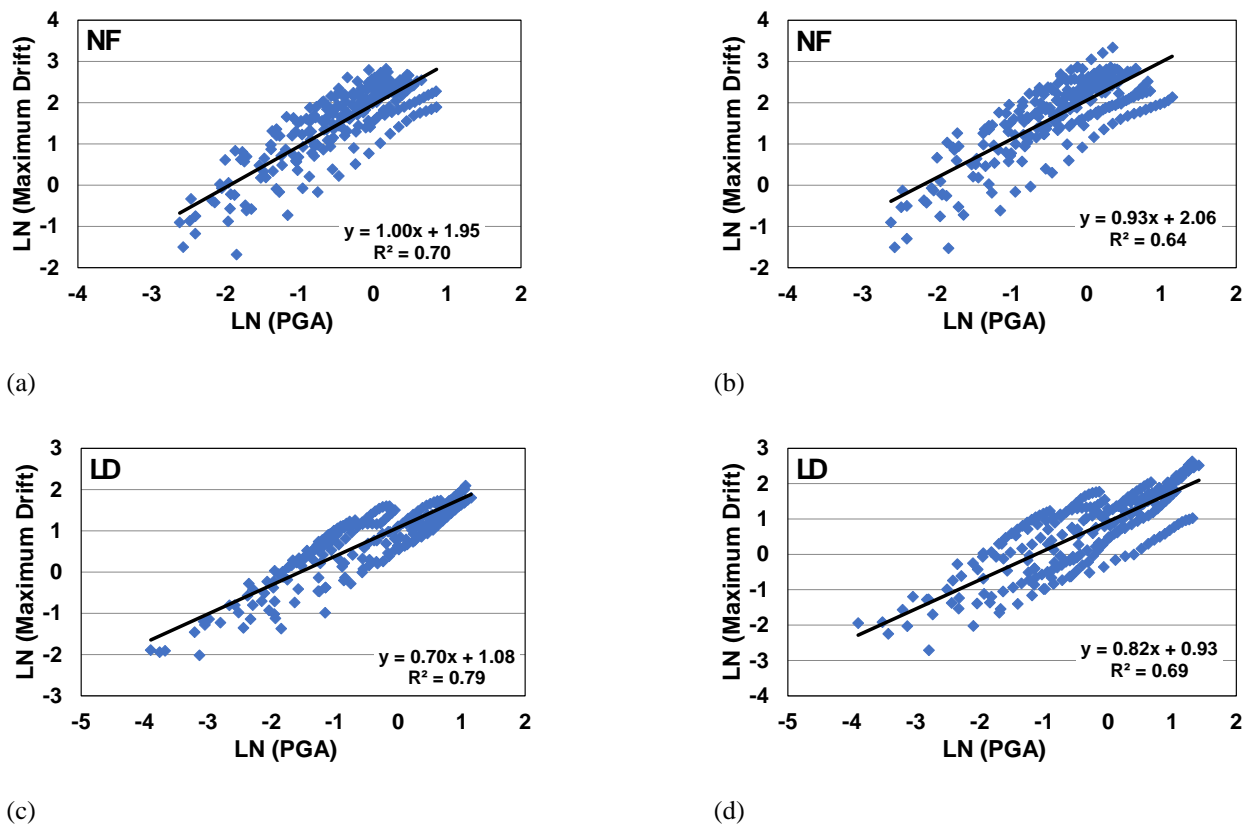 NF
4
3
2
1
0
-1
-2
LN (Maximum Drift)
y = 1.00x + 1.95
R² = 0.70
-4 -3 -2 -1 0 1 2
LN (PGA)
(a)
NF
4
3
2
1
0
-1
-2
LN (Maximum Drift)
y = 0.93x + 2.06
R² = 0.64
-4 -3 -2 -1 0 1 2
LN (PGA)
(b)
LD
3
2
1
0
-1
-2
-3
LN (Maximum Drift)
y = 0.70x + 1.08
R² = 0.79
-5 -4 -3 -2 -1 0 1 2
LN (PGA)
(c)
LD
3
2
1
0
-1
-2
-3
-4
LN (Maximum Drift)
y = 0.82x + 0.93
R² = 0.69
-5 -4 -3 -2 -1 0 1 2
LN (PGA)
(d)